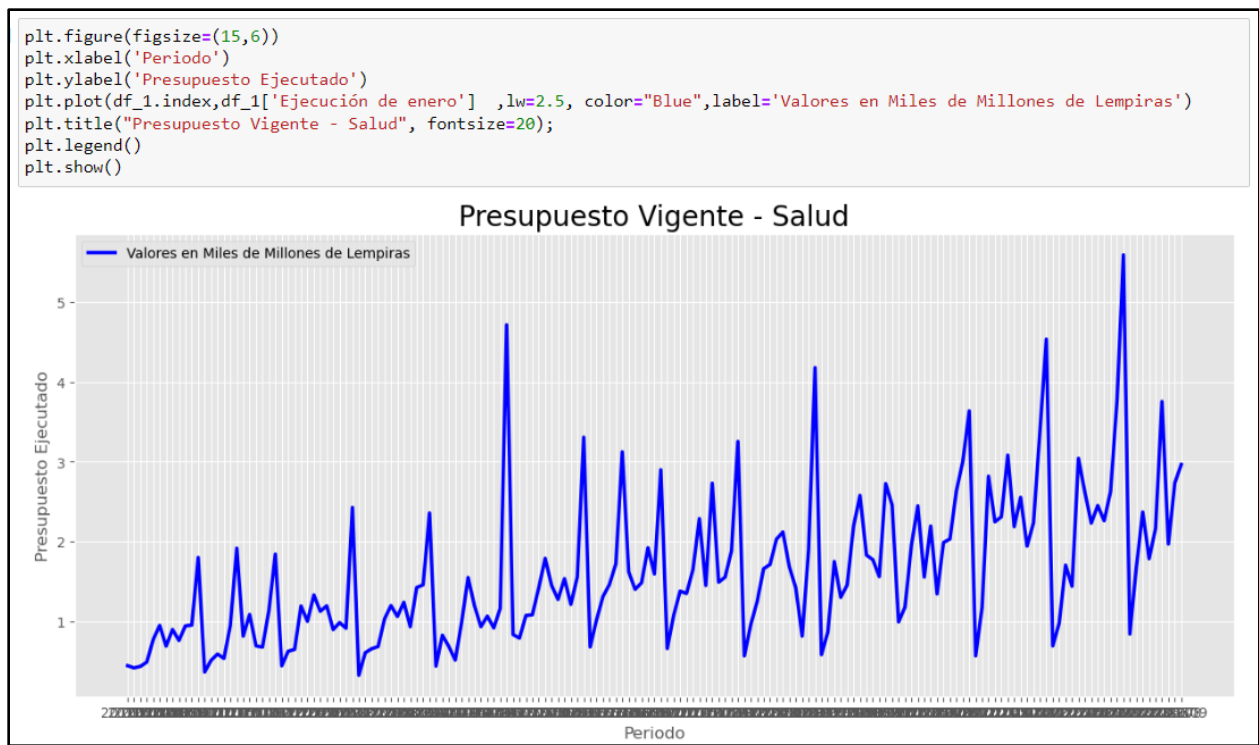 plt.figure(figsize=(15,6))
plt.xlabel('Periodo')
plt.ylabel('Presupuesto Ejecutado')
plt.plot(df_1.index,df_1['Ejecución de enero']  ,lw=2.5, color="Blue",label='Valores en Miles de Millones de Lempiras')
plt.title("Presupuesto Vigente - Salud", fontsize=20);
plt.legend()
plt.show()
Presupuesto Vigente - Salud
Valores en Miles de Millones de Lempiras
Presupuesto Ejecutado
5
4
3
2
1
Periodo